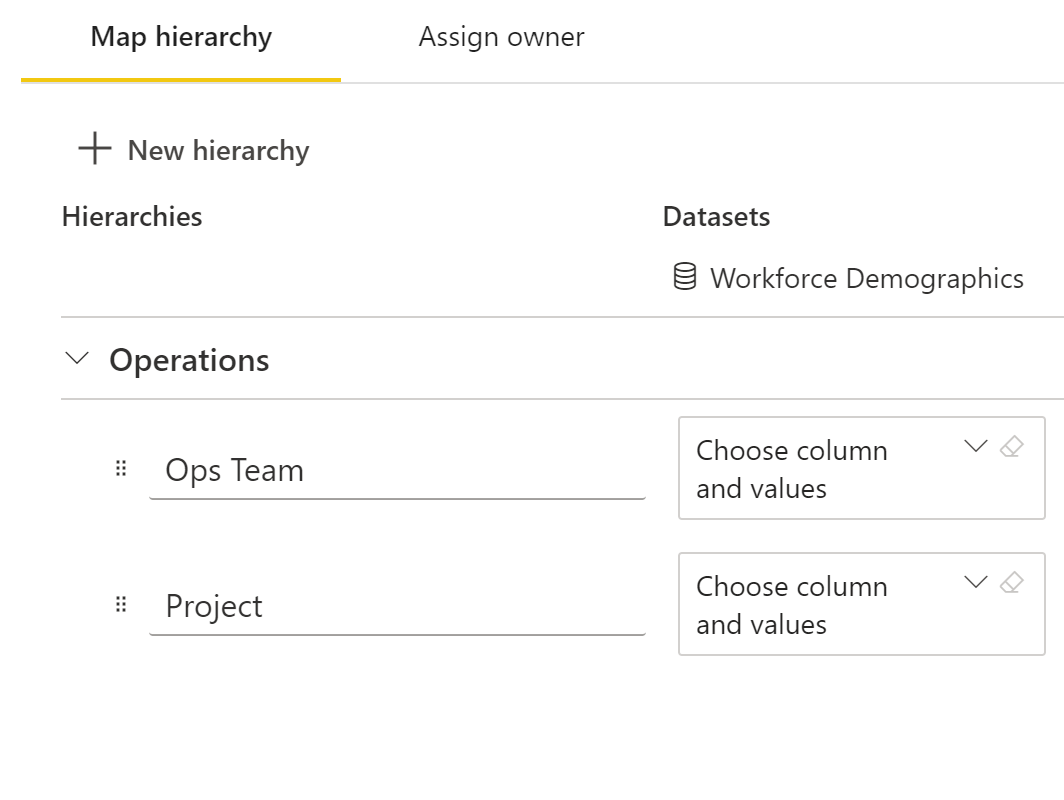 Map hierarchy
Assign owner
New hierarchy
Hierarchies
Datasets
Workforce Demographics
Operations
Ops Team
Choose column
and values
Project
Choose column
and values